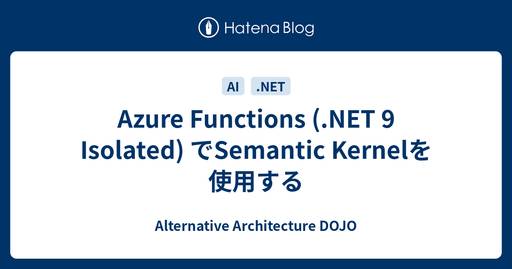 Hatena Blog
AI .NET
Azure Functions (.NET 9
Isolated) でSemantic Kernelを
使用する
Alternative Architecture DOJO